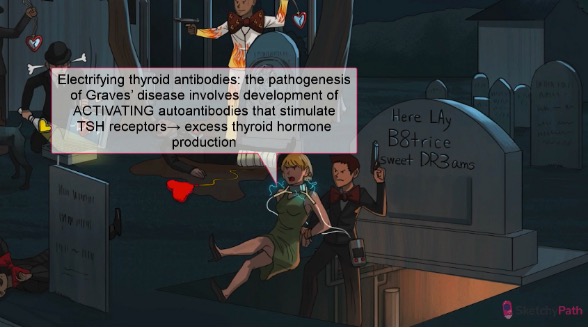 Electrifying thyroid antibodies: the pathogenesis
of Graves' disease involves development of
ACTIVATING autoantibodies that stimulate
TSH receptors→ excess thyroid hormone
production
Here LAy
B8trice
sweet DR3ams
SketchyPath